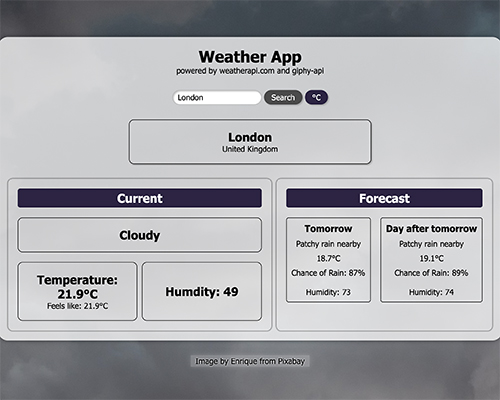 Weather App
powered by weatherapi.com and giphy-api
London
Search
°C
London
United Kingdom
Current
Cloudy
Temperature:
21.9°C
Feels like: 21.9°C
Humdity: 49
Forecast
Tomorrow
Patchy rain nearby
18.7°C
Chance of Rain: 87%
Humidity: 73
Day after tomorrow
Patchy rain nearby
19.1°C
Chance of Rain: 89%
Humidity: 74
Image by Enrique from Pixabay